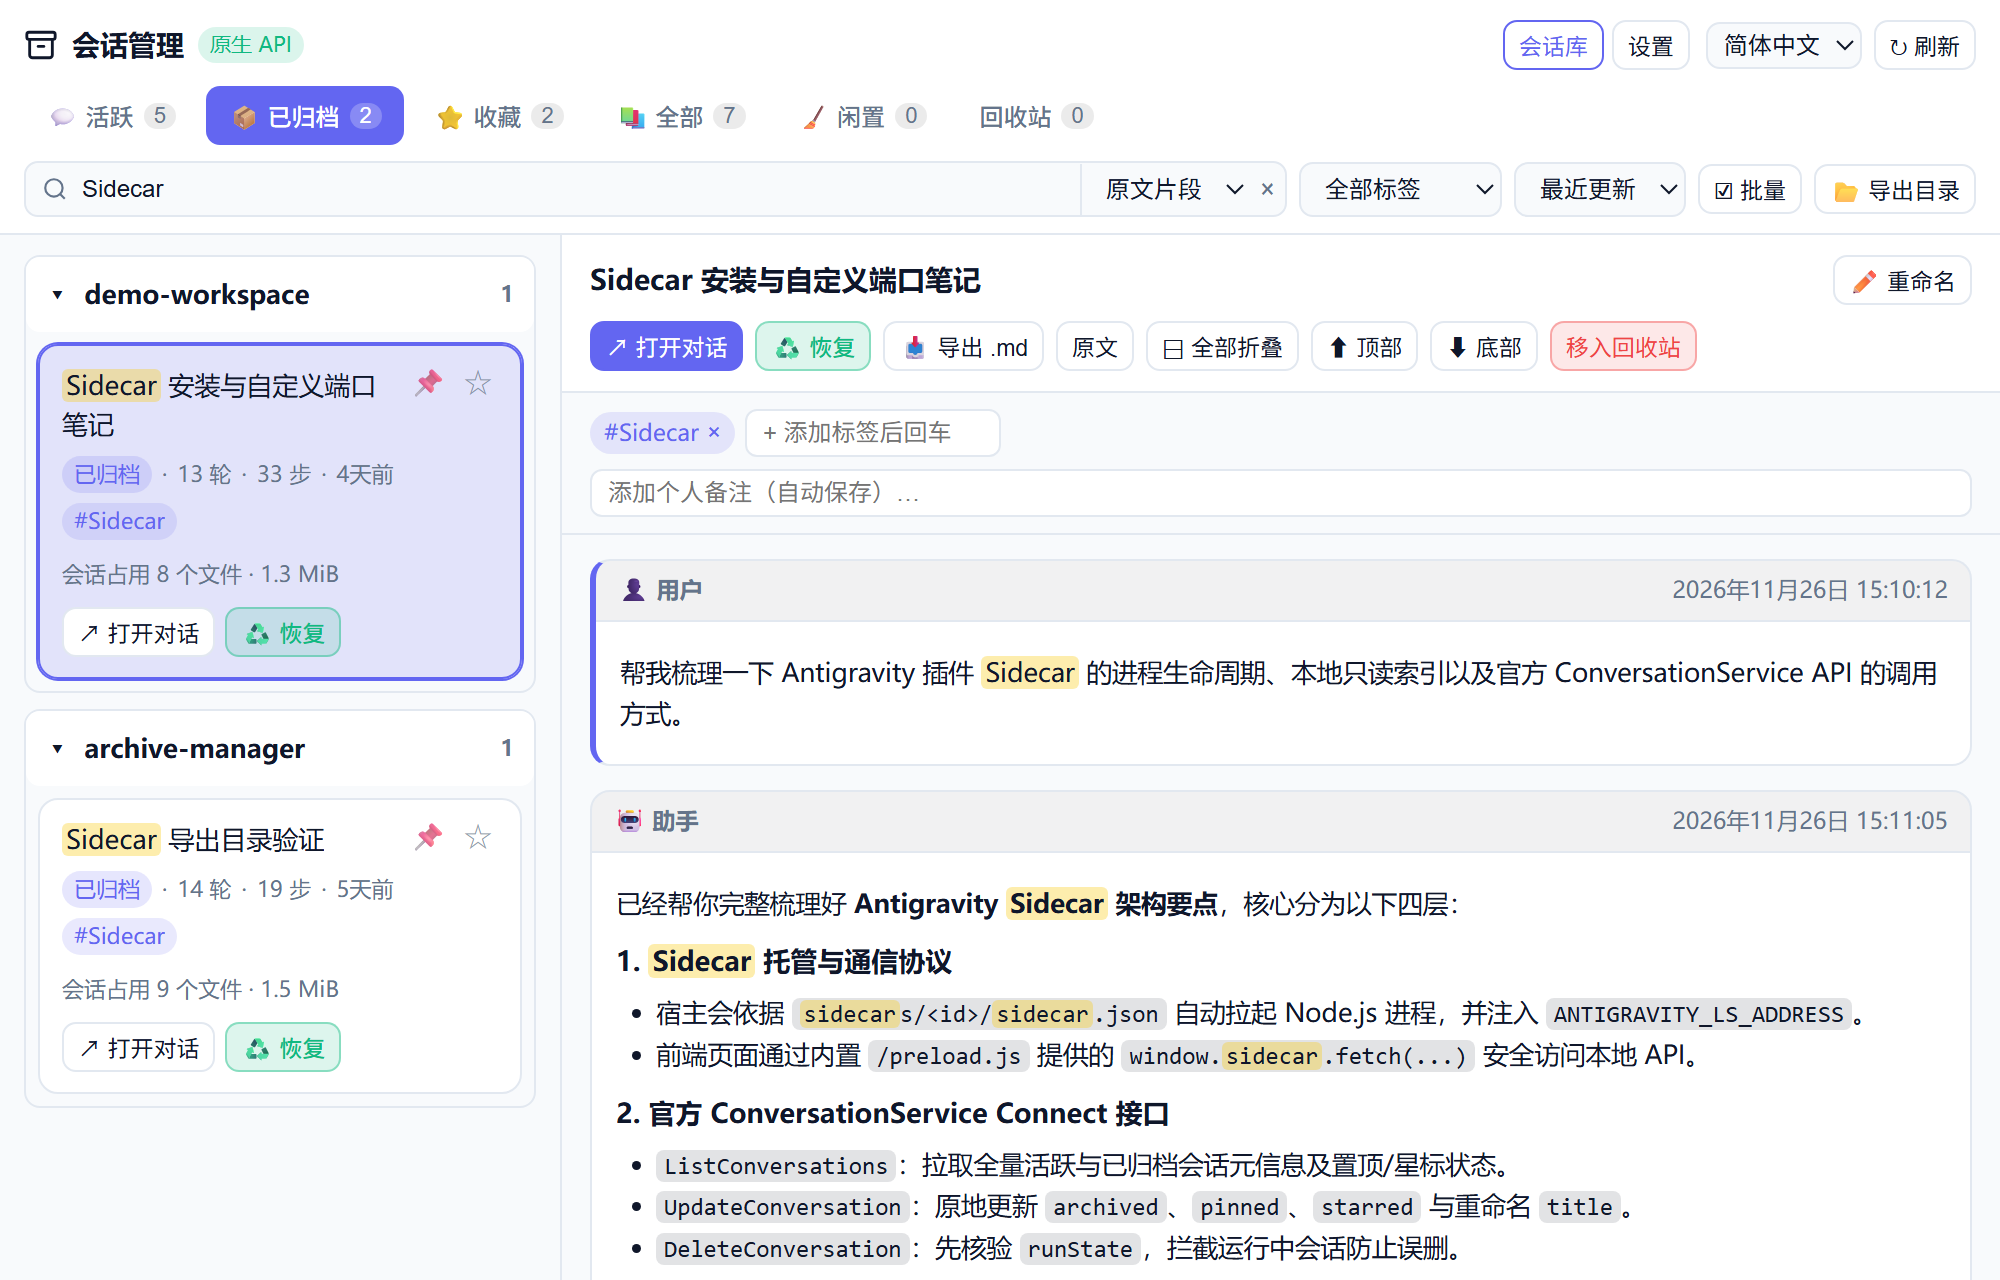 会话管理 原生 API 会话库 设置 简体中文 ↻ 刷新
活跃 5 已归档 2 收藏 2 全部 7 闲置 0 回收站 0
Sidecar 原文片段 × 全部标签 最近更新 ☑ 批量 导出目录
▼ demo-workspace 1
Sidecar 安装与自定义端口
笔记
已归档 · 13 轮 · 33 步 · 4天前
#Sidecar
会话占用 8 个文件 · 1.3 MiB
↗ 打开对话 恢复
▼ archive-manager 1
Sidecar 导出目录验证
已归档 · 14 轮 · 19 步 · 5天前
#Sidecar
会话占用 9 个文件 · 1.5 MiB
↗ 打开对话 恢复
Sidecar 安装与自定义端口笔记 重命名
↗ 打开对话 恢复 导出 .md 原文 日 全部折叠 ⬆ 顶部 ⬇ 底部 移入回收站
#Sidecar × + 添加标签后回车
添加个人备注（自动保存）…
用户 2026年11月26日 15:10:12
帮我梳理一下 Antigravity 插件 Sidecar 的进程生命周期、本地只读索引以及官方 ConversationService API 的调用
方式。
助手 2026年11月26日 15:11:05
已经帮你完整梳理好 Antigravity Sidecar 架构要点，核心分为以下四层：
1. Sidecar 托管与通信协议
• 宿主会依据 sidecars/<id>/sidecar.json 自动拉起 Node.js 进程，并注入 ANTIGRAVITY_LS_ADDRESS。
• 前端页面通过内置 /preload.js 提供的 window.sidecar.fetch(...) 安全访问本地 API。
2. 官方 ConversationService Connect 接口
• ListConversations：拉取全量活跃与已归档会话元信息及置顶/星标状态。
• UpdateConversation：原地更新 archived、pinned、starred 与重命名 title。
• DeleteConversation：先核验 runState，拦截运行中会话防止误删。